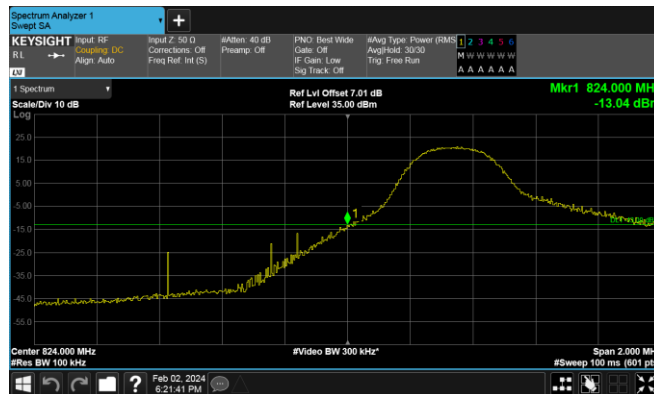 Spectrum Analyzer 1
Swept SA
+
KEYSIGHT Input: RF Input Z: 50 Ω #Atten: 40 dB PNO: Best Wide #Avg Type: Power (RMS 1 2 3 4 5 6
RL Coupling: DC Corrections: Off Preamp: Off Gate: Off Avg|Hold: 30/30 M W W W W W
Align: Auto Freq Ref: Int (S) IF Gain: Low Trig: Free Run
LXI Sig Track: Off A A A A A A
1 Spectrum Ref Lvl Offset 7.01 dB Mkr1 824.000 MH
Scale/Div 10 dB Ref Level 35.00 dBm -13.04 dBr
Log
25.0
15.0
5.00
-5.00
1
-15.0
-25.0
-35.0
-45.0
-55.0
Center 824.000 MHz #Video BW 300 kHz* Span 2.000 MH
#Res BW 100 kHz #Sweep 100 ms (601 pts
? Feb 02, 2024
6:21:41 PM